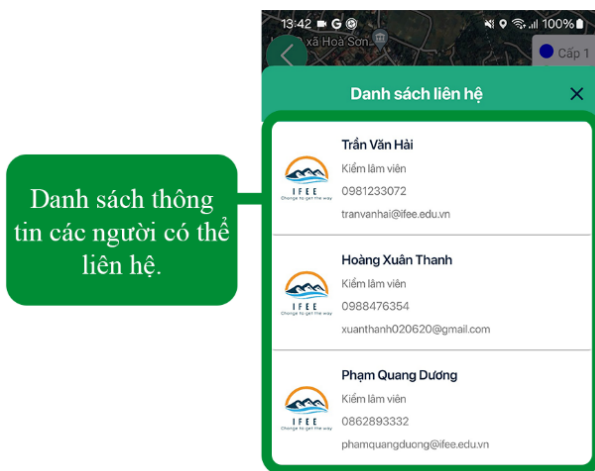 13:42 G 100%
xã Hoà Sơn
Cấp 1
Danh sách liên hệ
Danh sách thông
tin các người có thể
liên hệ.
Trần Văn Hải
Kiểm lâm viên
0981233072
tranvanhai@ifee.edu.vn
IFEE
Change to get the way
Hoàng Xuân Thanh
Kiểm lâm viên
0988476354
xuanthanh020620@gmail.com
IFEE
Change to get the way
Phạm Quang Dương
Kiểm lâm viên
0862893332
phamquangduong@ifee.edu.vn
IFEE
Change to get the way